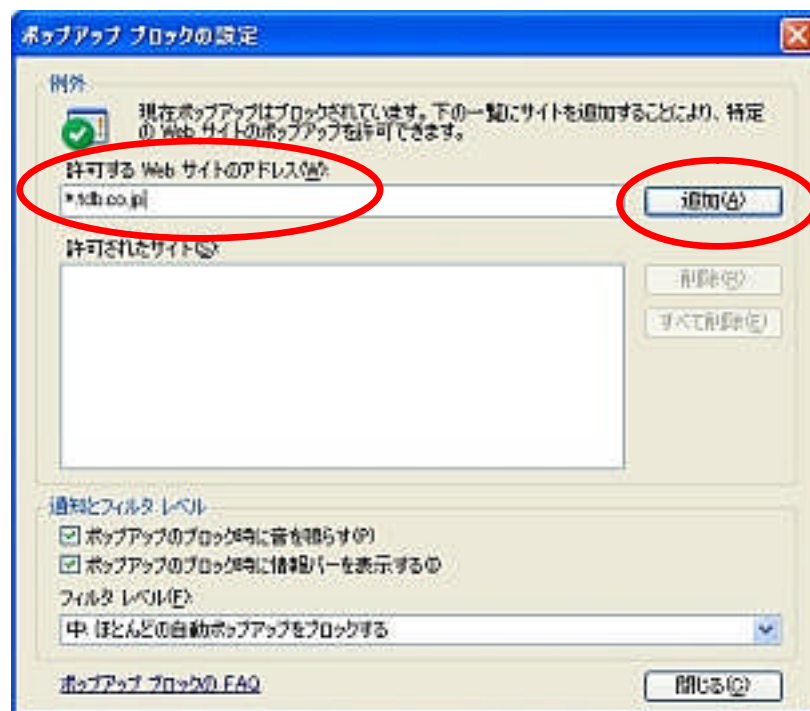 ポップアップ ブロックの設定
例外
現在ポップアップはブロックされています。下の一覧にサイトを追加することにより、特定
の Web サイトのポップアップを許可できます。
許可する Web サイトのアドレス(W):
*.tdb.co.jp
追加(A)
許可されたサイト(S):
削除(R)
すべて削除(E)
通知とフィルタ レベル
ポップアップのブロック時に音を鳴らす(P)
ポップアップのブロック時に情報バーを表示する(I)
フィルタ レベル(F):
中: ほとんどの自動ポップアップをブロックする
ポップアップ ブロックの FAQ
閉じる(C)